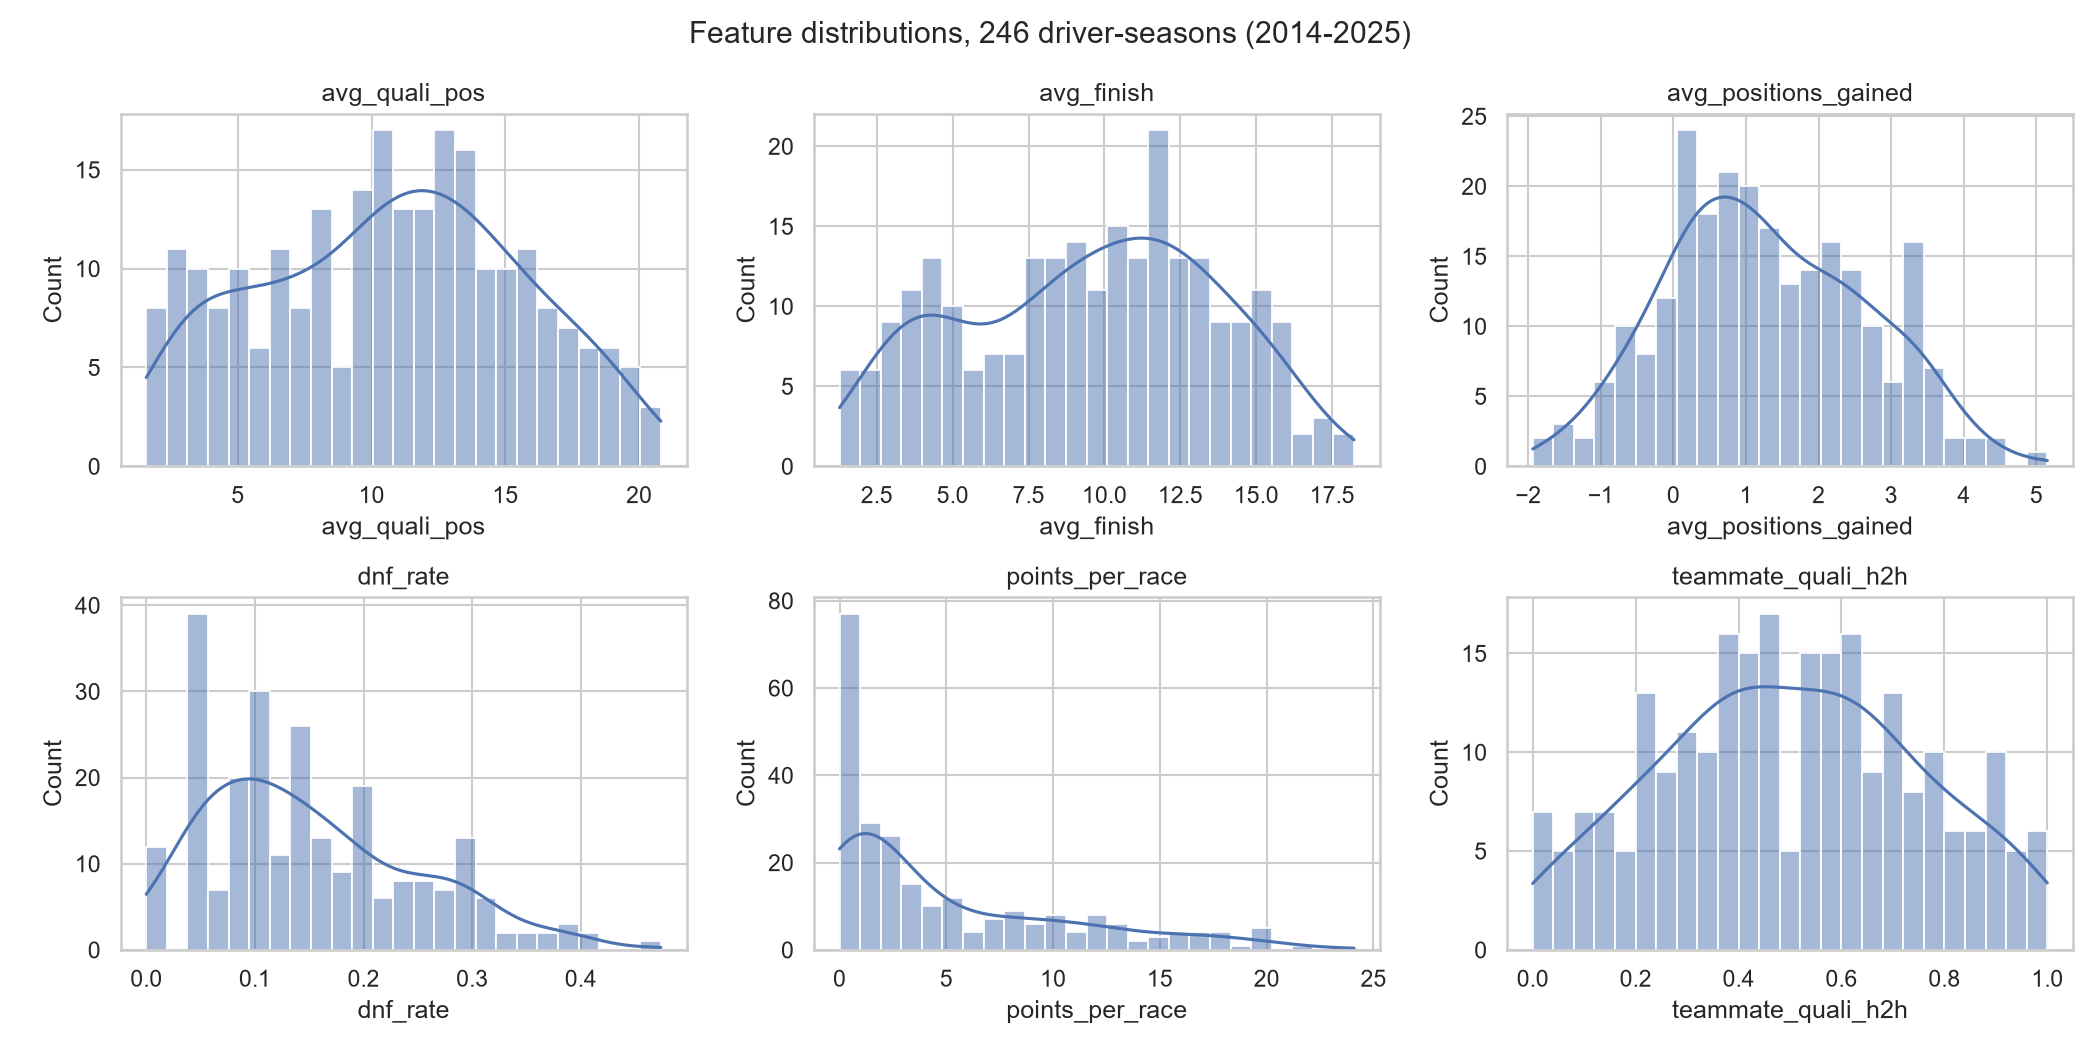 Feature distributions, 246 driver-seasons (2014-2025)
avg_quali_pos
Count
15
10
5
0
5 10 15 20
avg_quali_pos
avg_finish
Count
20
15
10
5
0
2.5 5.0 7.5 10.0 12.5 15.0 17.5
avg_finish
avg_positions_gained
Count
25
20
15
10
5
0
−2 −1 0 1 2 3 4 5
avg_positions_gained
dnf_rate
Count
40
30
20
10
0
0.0 0.1 0.2 0.3 0.4
dnf_rate
points_per_race
Count
80
60
40
20
0
0 5 10 15 20 25
points_per_race
teammate_quali_h2h
Count
15
10
5
0
0.0 0.2 0.4 0.6 0.8 1.0
teammate_quali_h2h